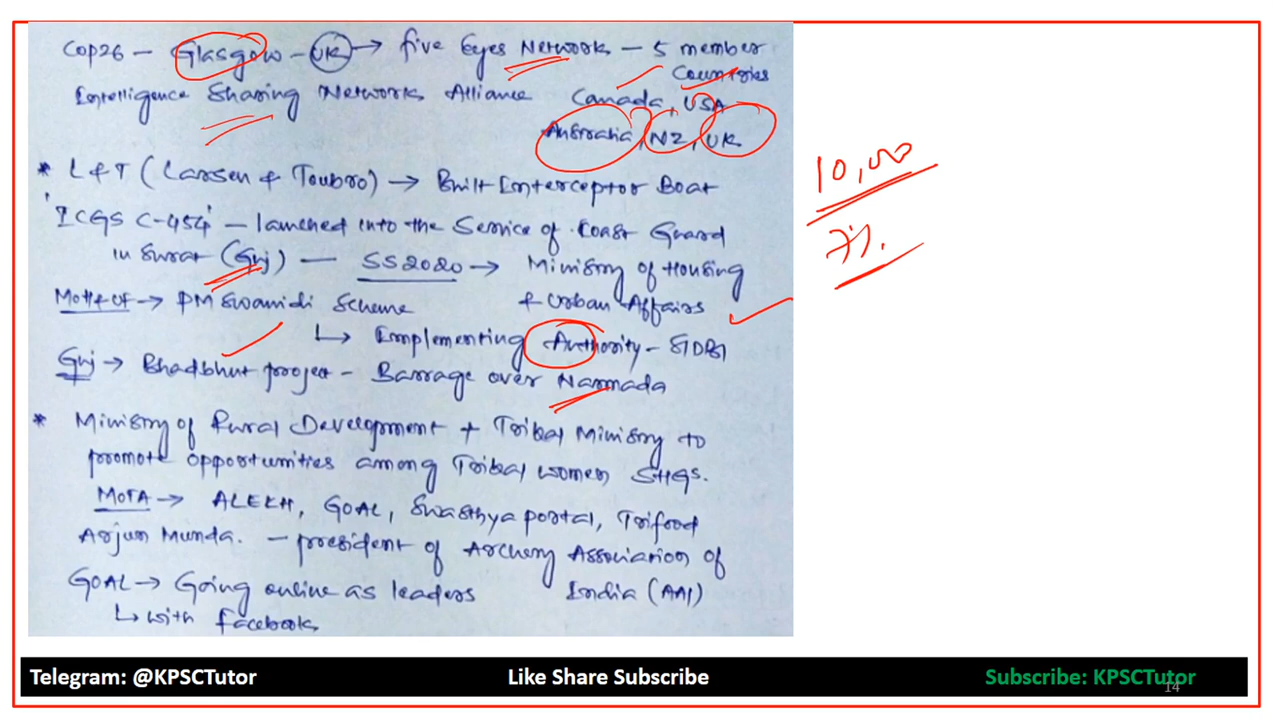 COP26 – Glasgow – UK → five Eyes Network – 5 member
Countries
Intelligence Sharing Network Alliance Canada, USA
Australia, NZ, UK
* L & T (Larsen & Toubro) → Built Interceptor Boat
'ICGS C-454' – launched into the Service of Coast Guard
in Surat (Guj) – SS2020 → Ministry of Housing
& Urban Affairs
MoH&UF → PM Swanidi Scheme
↳ Implementing Authority – SIDBI
Guj → Bhadbhut project – Barrage over Narmada
* Ministry of Rural Development + Tribal Ministry to
promote opportunities among Tribal women SHGs.
MoTA → ALEKH, GOAL, Swasthya portal, Trifood
Arjun Munda. – president of Archery Association of
India (AAI)
GOAL → Going online as leaders
↳ with facebook
10,000
7%.
Telegram: @KPSCTutor Like Share Subscribe Subscribe: KPSCTutor
14